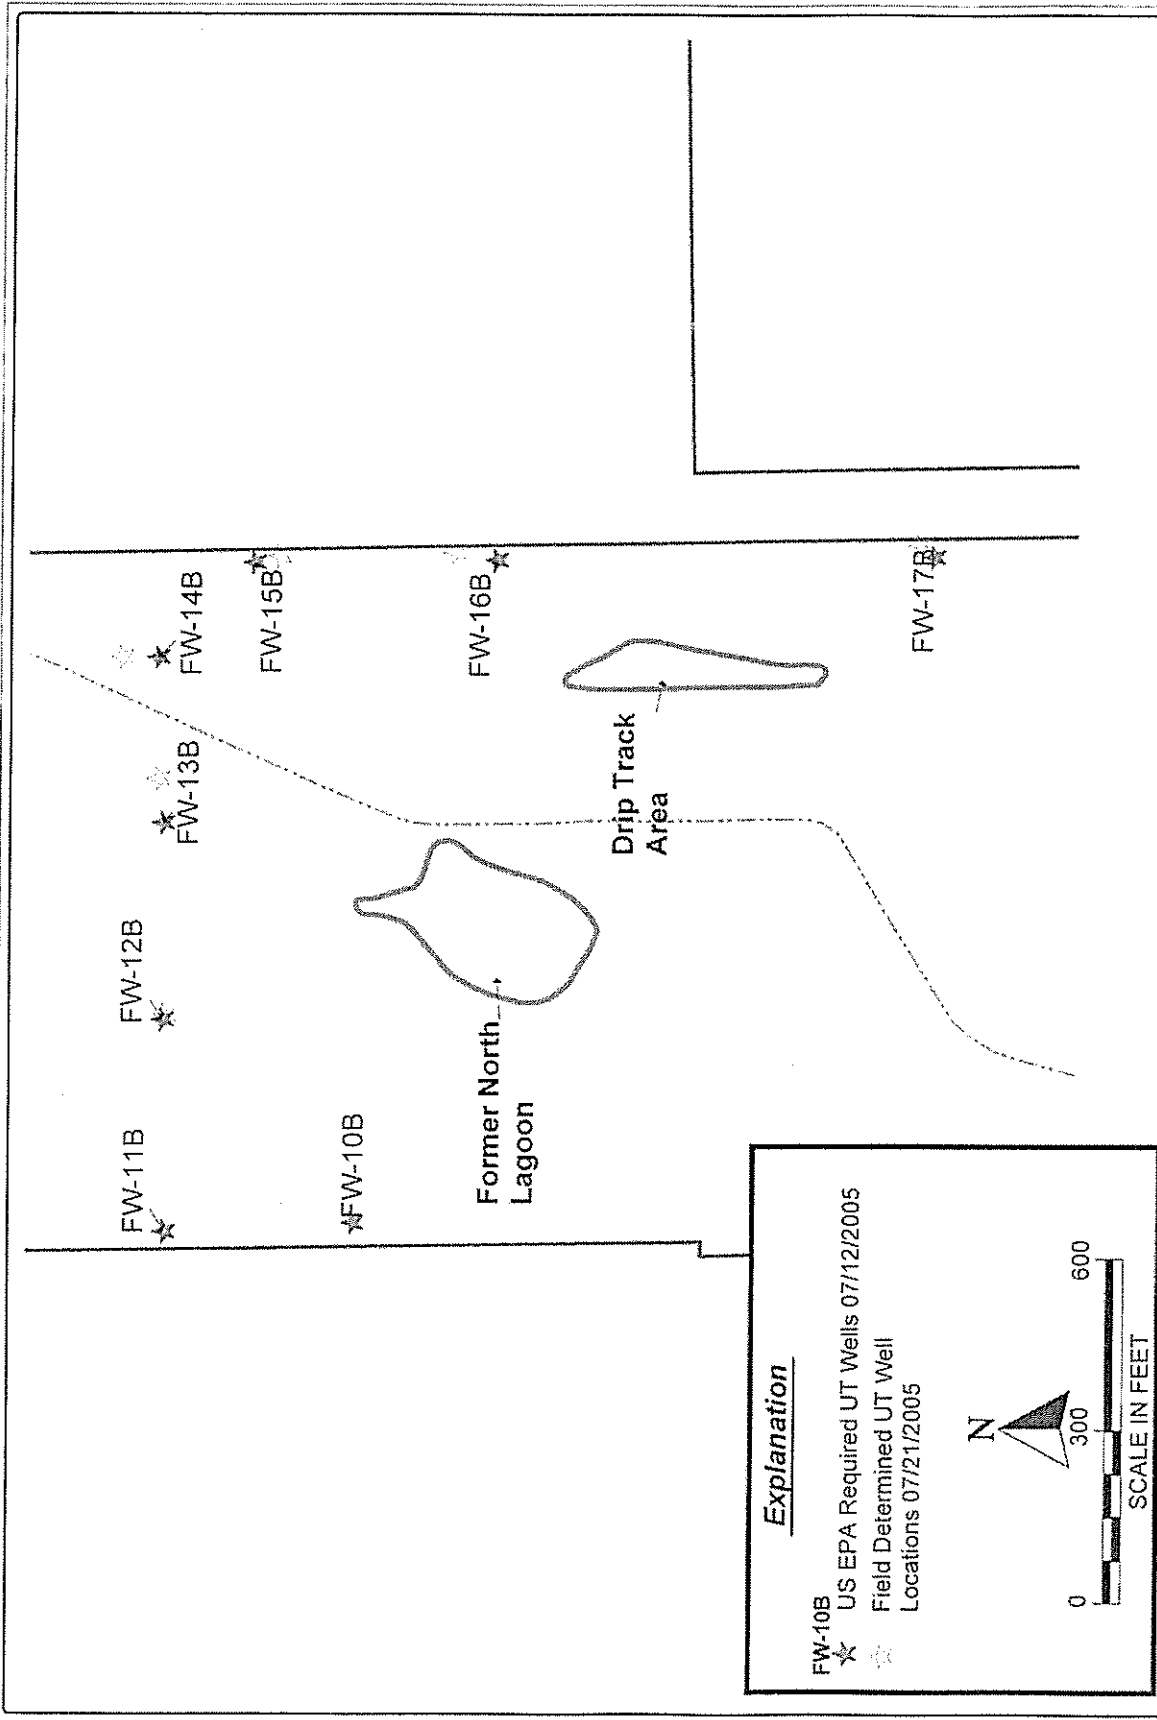 FW-11B
FW-12B
FW-13B
FW-14B
FW-10B
FW-15B
FW-16B
FW-17B
Former North
Lagoon
Drip Track
Area
Explanation
FW-10B
US EPA Required UT Wells 07/12/2005
Field Determined UT Well
Locations 07/21/2005
N
0
300
600
SCALE IN FEET